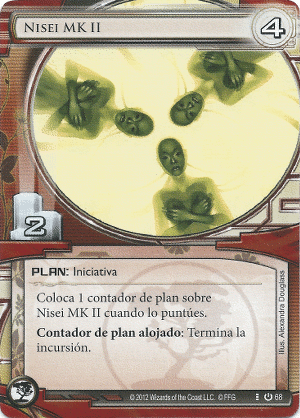 Nisei MK II
4
2
PLAN: Iniciativa
Coloca 1 contador de plan sobre
Nisei MK II cuando lo puntúes.
Contador de plan alojado: Termina la
incursión.
Ilus. Alexandra Douglass
© 2012 Wizards of the Coast LLC. © FFG
68